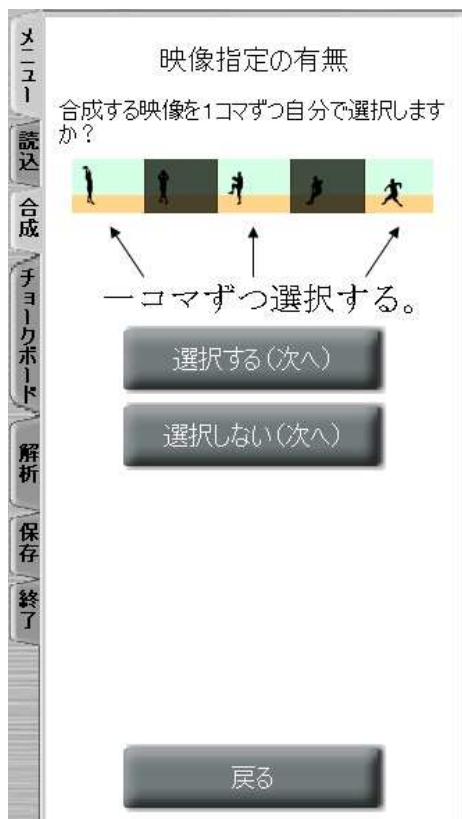 メニュー
読込
合成
チョークボード
解析
保存
終了
映像指定の有無
合成する映像を1コマずつ自分で選択します
か？
一コマずつ選択する。
選択する（次へ）
選択しない（次へ）
戻る